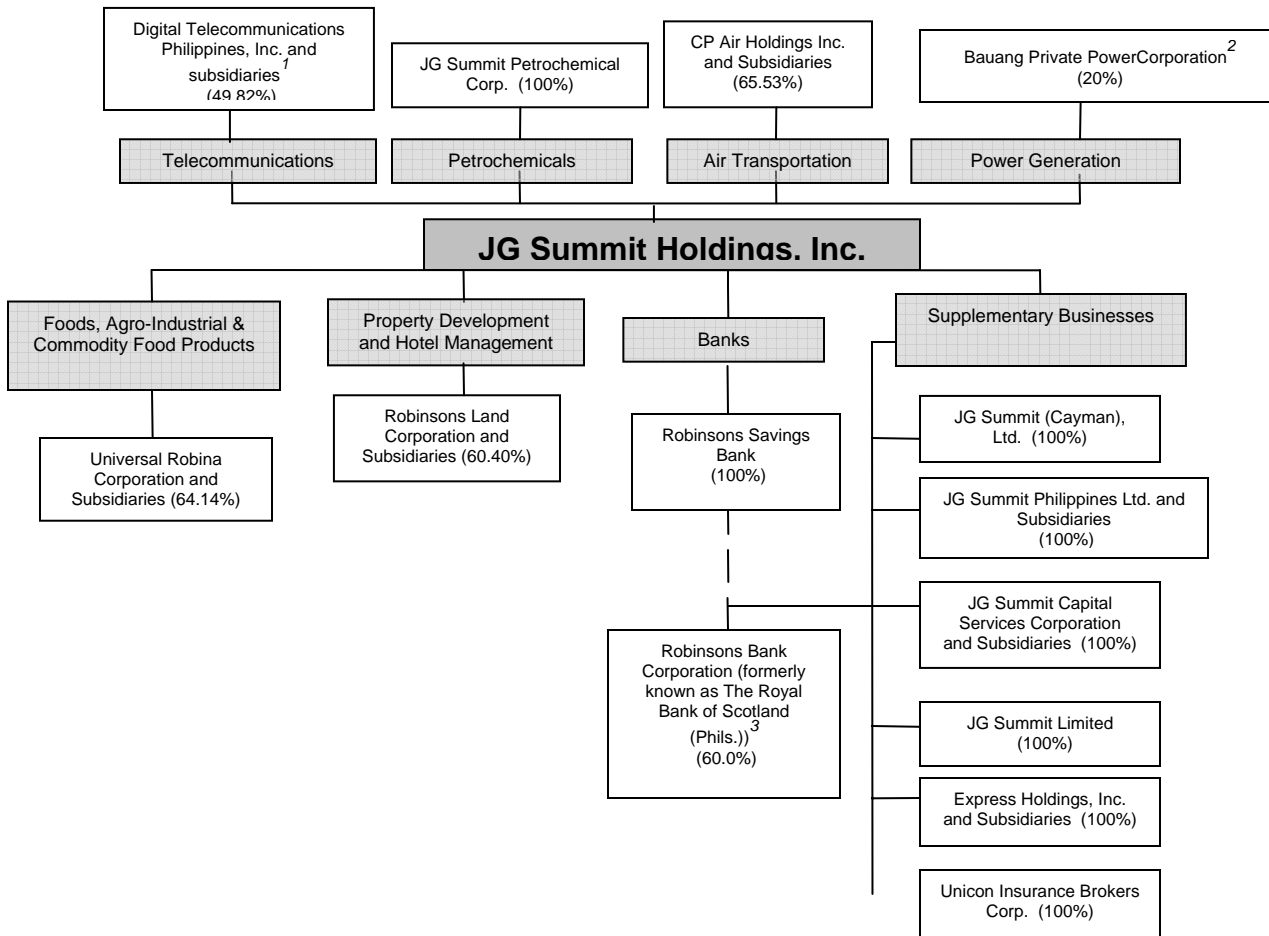 Digital Telecommunications
Philippines, Inc. and
subsidiaries1
(49.82%)
JG Summit Petrochemical
Corp. (100%)
CP Air Holdings Inc.
and Subsidiaries
(65.53%)
Bauang Private PowerCorporation2
(20%)
Telecommunications
Petrochemicals
Air Transportation
Power Generation
JG Summit Holdings, Inc.
Foods, Agro-Industrial &
Commodity Food Products
Property Development
and Hotel Management
Banks
Supplementary Businesses
Universal Robina
Corporation and
Subsidiaries (64.14%)
Robinsons Land
Corporation and
Subsidiaries (60.40%)
Robinsons Savings
Bank
(100%)
Robinsons Bank
Corporation (formerly
known as The Royal
Bank of Scotland
(Phils.))3
(60.0%)
JG Summit (Cayman),
Ltd. (100%)
JG Summit Philippines Ltd. and
Subsidiaries
(100%)
JG Summit Capital
Services Corporation
and Subsidiaries (100%)
JG Summit Limited
(100%)
Express Holdings, Inc.
and Subsidiaries (100%)
Unicon Insurance Brokers
Corp. (100%)